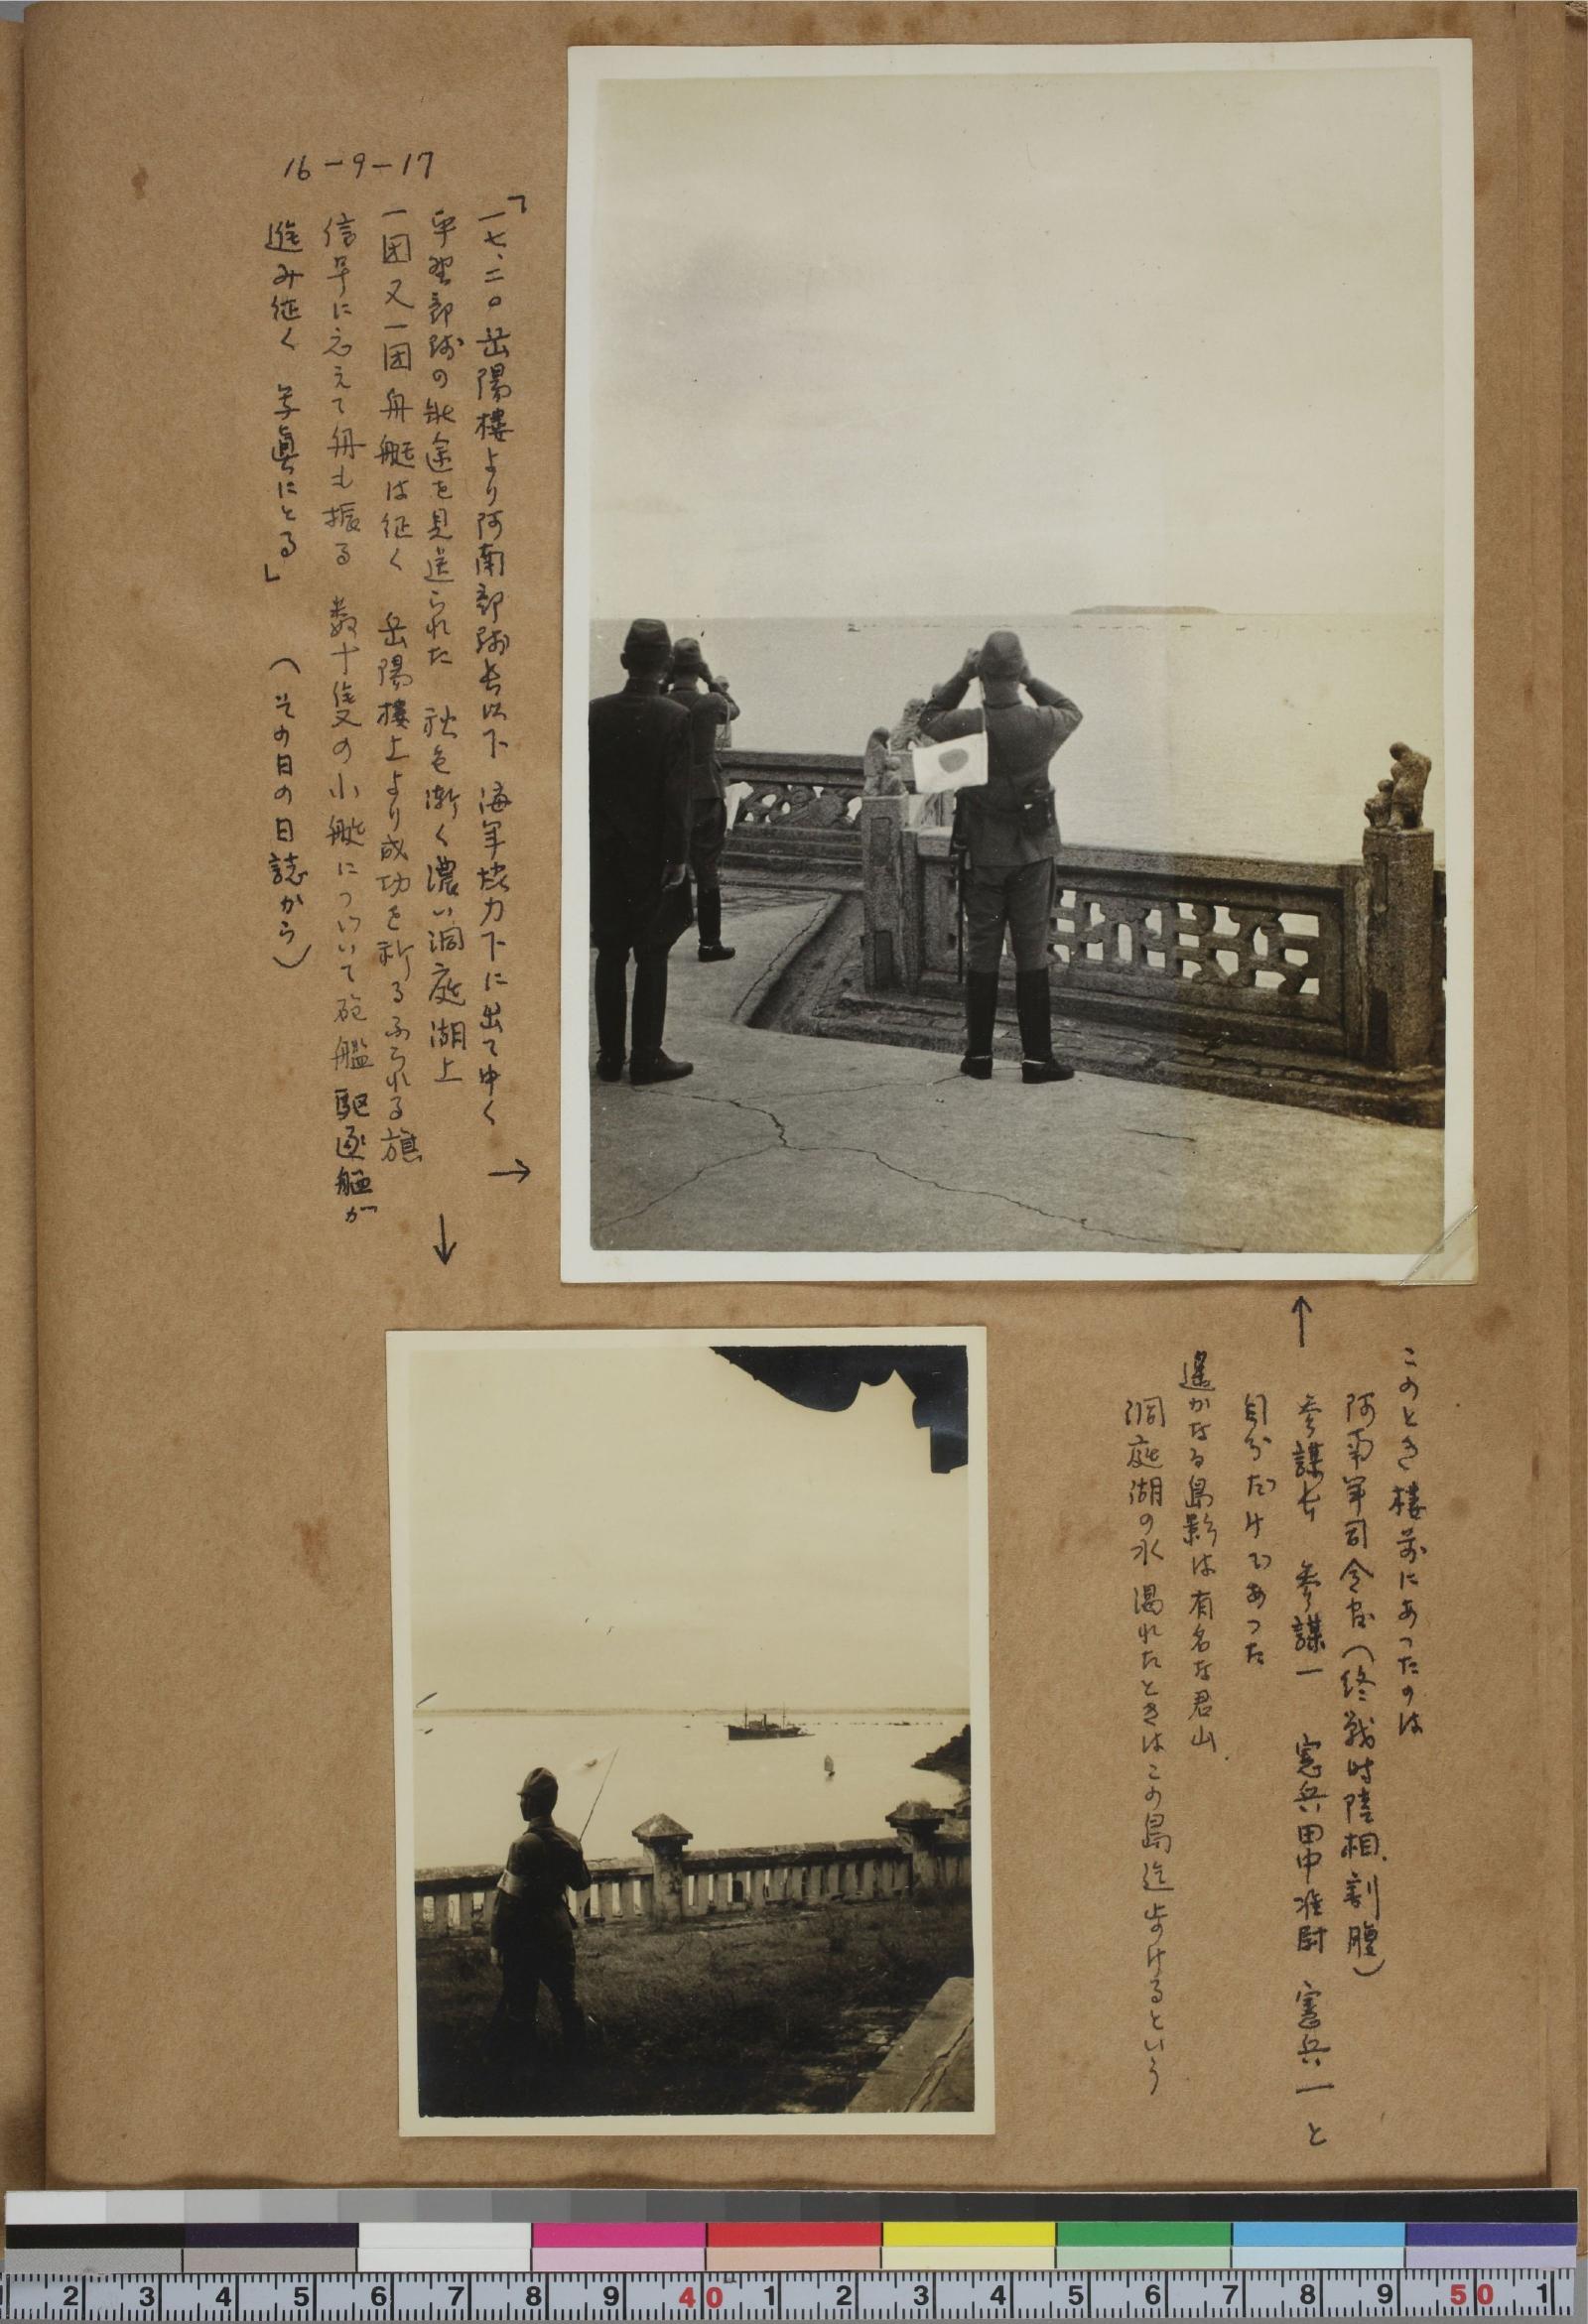 16-9-17
「一七、二〇岳陽樓より阿南部隊長以下 海軍協力下に出てゆく
平野部隊の壮途を見送られた 秋色漸く濃い洞庭湖上
一団又一団舟艇は征く 岳陽樓上より成功を祈るふられる旗
信号に応えて舟も振る 数十隻の小艇につゞいて砲艦 駆逐艦が
進み征く 写真にとる」 (その日の日誌から)
このとき樓前にあったのは
阿南軍司令官(終戦時陸相、割腹)
参謀長 参謀一 憲兵田中准尉 憲兵一と
自分だけであった
遙かなる島影は有名な君山.
洞庭湖の水涸れたときはこの島迄歩けるという
2 3 4 5 6 7 8 9 40 1 2 3 4 5 6 7 8 9 50 1